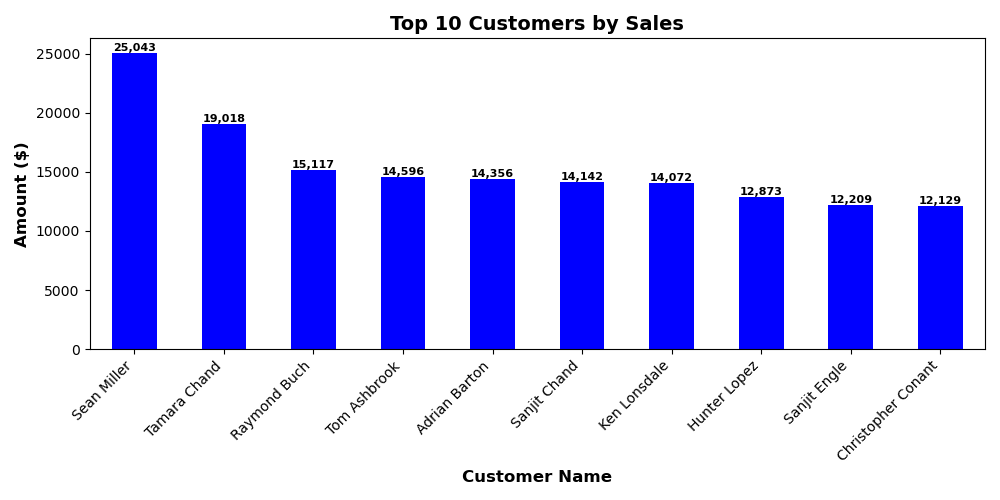 Top 10 Customers by Sales
Amount ($)
25000
20000
15000
10000
5000
0
25,043
19,018
15,117
14,596
14,356
14,142
14,072
12,873
12,209
12,129
Sean Miller
Tamara Chand
Raymond Buch
Tom Ashbrook
Adrian Barton
Sanjit Chand
Ken Lonsdale
Hunter Lopez
Sanjit Engle
Christopher Conant
Customer Name